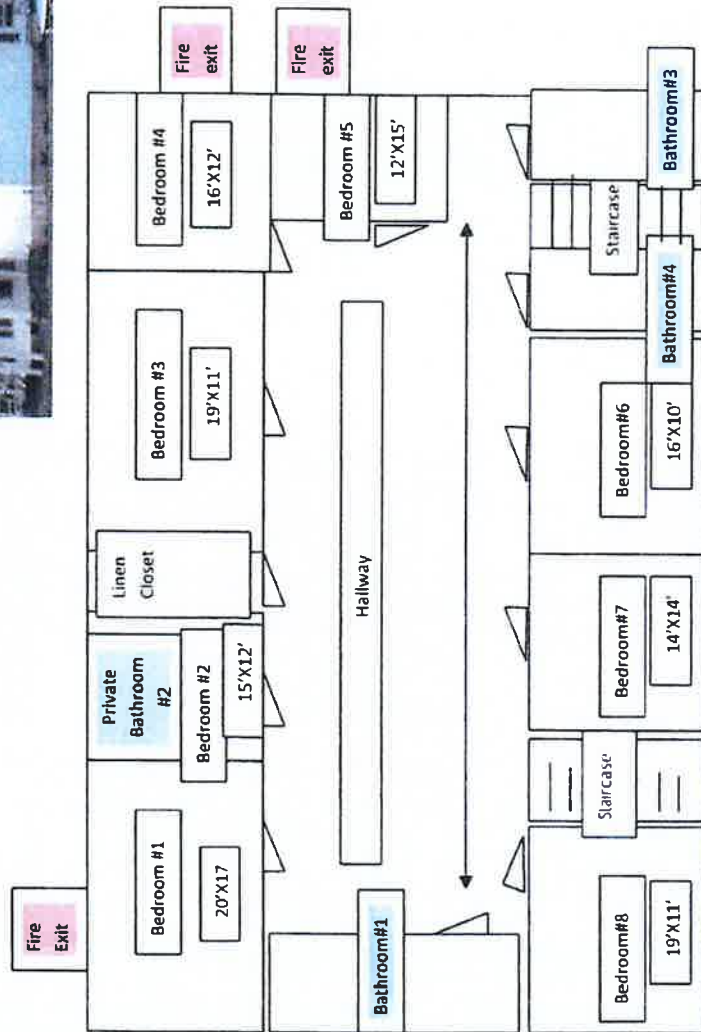 Fire
Exit
Fire
exit
Fire
exit
Bedroom #1
20'X17
Private
Bathroom
#2
Bedroom #2
15'X12'
Linen
Closet
Bedroom #3
19'X11'
Bedroom #4
16'X12'
Bedroom #5
12'X15'
Hallway
Bathroom#1
Bedroom#8
19'X11'
Staircase
Bedroom#7
14'X14'
Bedroom#6
16'X10'
Bathroom#4
Staircase
Bathroom#3